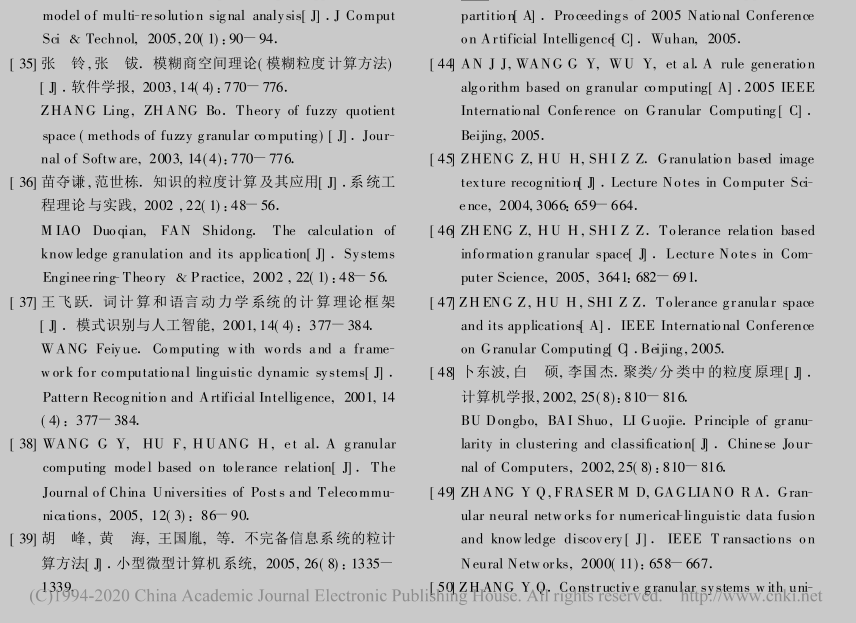 model of multi-resolution signal analysis[J]. J Comput
Sci & Technol, 2005, 20(1): 90—94.
[35] 张　铃, 张　钹. 模糊商空间理论(模糊粒度计算方法)
[J]. 软件学报, 2003, 14(4): 770—776.
ZHANG Ling, ZHANG Bo. Theory of fuzzy quotient
space (methods of fuzzy granular computing) [J]. Jour-
nal of Software, 2003, 14(4): 770—776.
[36] 苗夺谦, 范世栋. 知识的粒度计算及其应用[J]. 系统工
程理论与实践, 2002, 22(1): 48—56.
MIAO Duoqian, FAN Shidong. The calculation of
knowledge granulation and its application[J]. Systems
Engineering-Theory & Practice, 2002, 22(1): 48—56.
[37] 王飞跃. 词计算和语言动力学系统的计算理论框架
[J]. 模式识别与人工智能, 2001, 14(4): 377—384.
WANG Feiyue. Computing with words and a frame-
work for computational linguistic dynamic systems[J].
Pattern Recognition and Artificial Intelligence, 2001, 14
(4): 377—384.
[38] WANG G Y, HU F, HUANG H, et al. A granular
computing model based on tolerance relation[J]. The
Journal of China Universities of Posts and Telecommu-
nications, 2005, 12(3): 86—90.
[39] 胡　峰, 黄　海, 王国胤, 等. 不完备信息系统的粒计
算方法[J]. 小型微型计算机系统, 2005, 26(8): 1335—
1339.
partition[A]. Proceedings of 2005 National Conference
on Artificial Intelligence[C]. Wuhan, 2005.
[44] AN J J, WANG G Y, WU Y, et al. A rule generation
algorithm based on granular computing[A]. 2005 IEEE
International Conference on Granular Computing[C].
Beijing, 2005.
[45] ZHENG Z, HU H, SHI Z Z. Granulation based image
texture recognition[J]. Lecture Notes in Computer Sci-
ence, 2004, 3066: 659—664.
[46] ZHENG Z, HU H, SHI Z Z. Tolerance relation based
information granular space[J]. Lecture Notes in Com-
puter Science, 2005, 3641: 682—691.
[47] ZHENG Z, HU H, SHI Z Z. Tolerance granular space
and its applications[A]. IEEE International Conference
on Granular Computing[C]. Beijing, 2005.
[48] 卜东波, 白　硕, 李国杰. 聚类/分类中的粒度原理[J].
计算机学报, 2002, 25(8): 810—816.
BU Dongbo, BAI Shuo, LI Guojie. Principle of granu-
larity in clustering and classification[J]. Chinese Jour-
nal of Computers, 2002, 25(8): 810—816.
[49] ZHANG Y Q, FRASER M D, GAGLIANO R A. Gran-
ular neural networks for numerical-linguistic data fusion
and knowledge discovery[J]. IEEE Transactions on
Neural Networks, 2000(11): 658—667.
[50] ZHANG Y Q. Constructive granular systems with uni-
(C)1994-2020 China Academic Journal Electronic Publishing House. All rights reserved. http://www.cnki.net